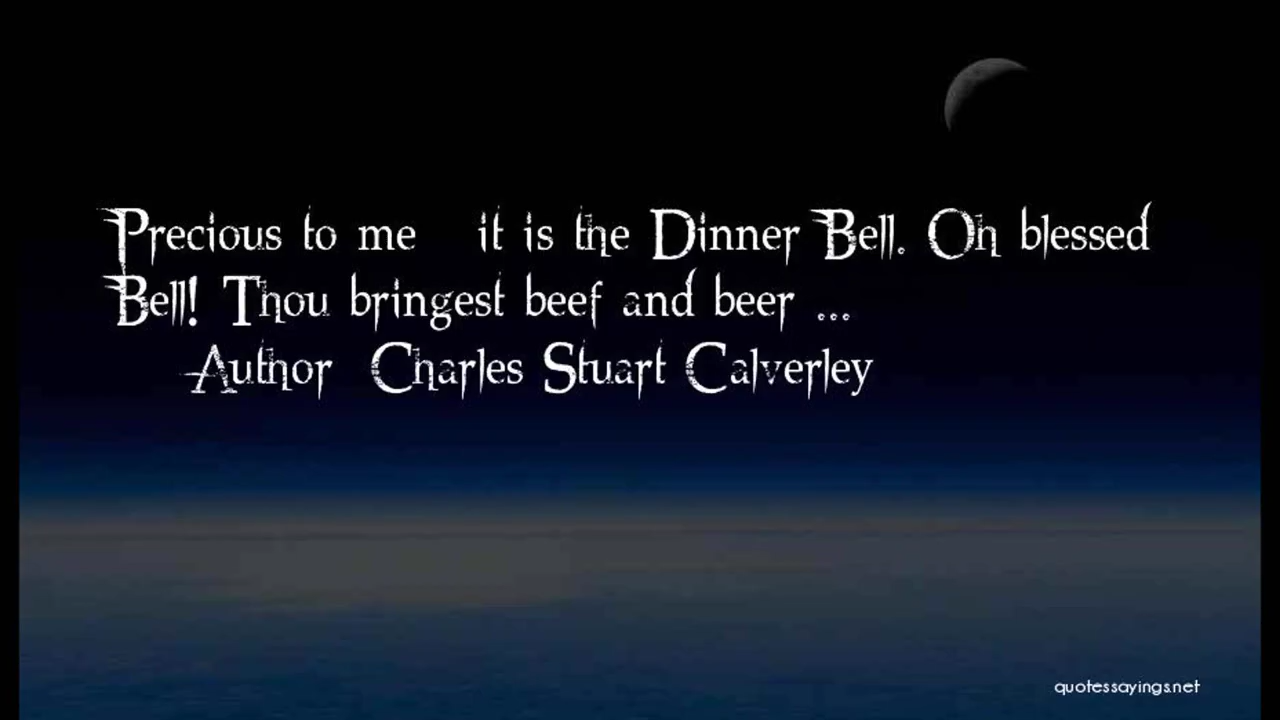 Precious to me it is the Dinner Bell. Oh blessed
Bell! Thou bringest beef and beer ...
Author Charles Stuart Calverley
quotessayings.net